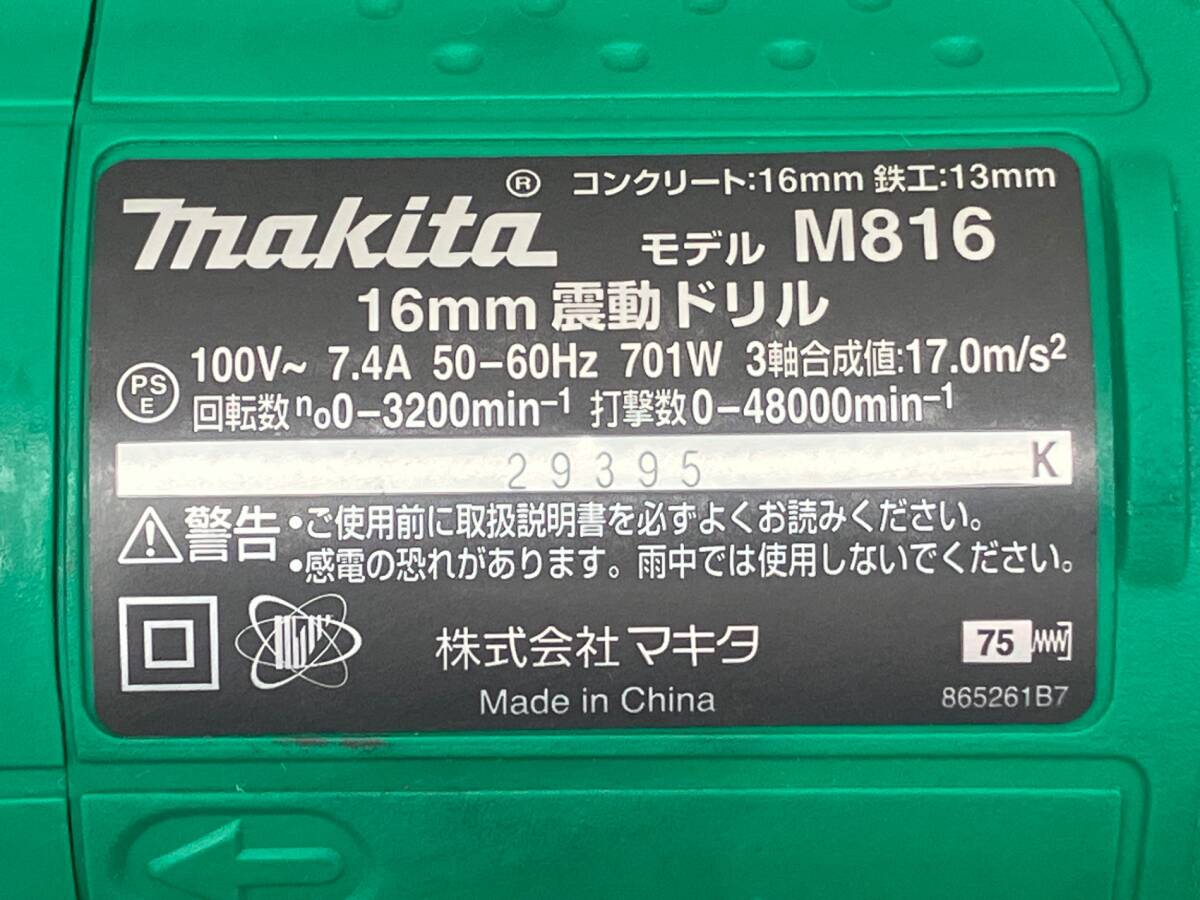 コンクリート:16mm 鉄工:13mm
makita® モデル M816
16mm 震動ドリル
PSE 100V~ 7.4A 50-60Hz 701W 3軸合成値:17.0m/s²
回転数 n₀0-3200min⁻¹ 打撃数 0-48000min⁻¹
29395 K
⚠警告 •ご使用前に取扱説明書を必ずよくお読みください。
•感電の恐れがあります。雨中では使用しないでください。
株式会社 マキタ 75
Made in China 865261B7